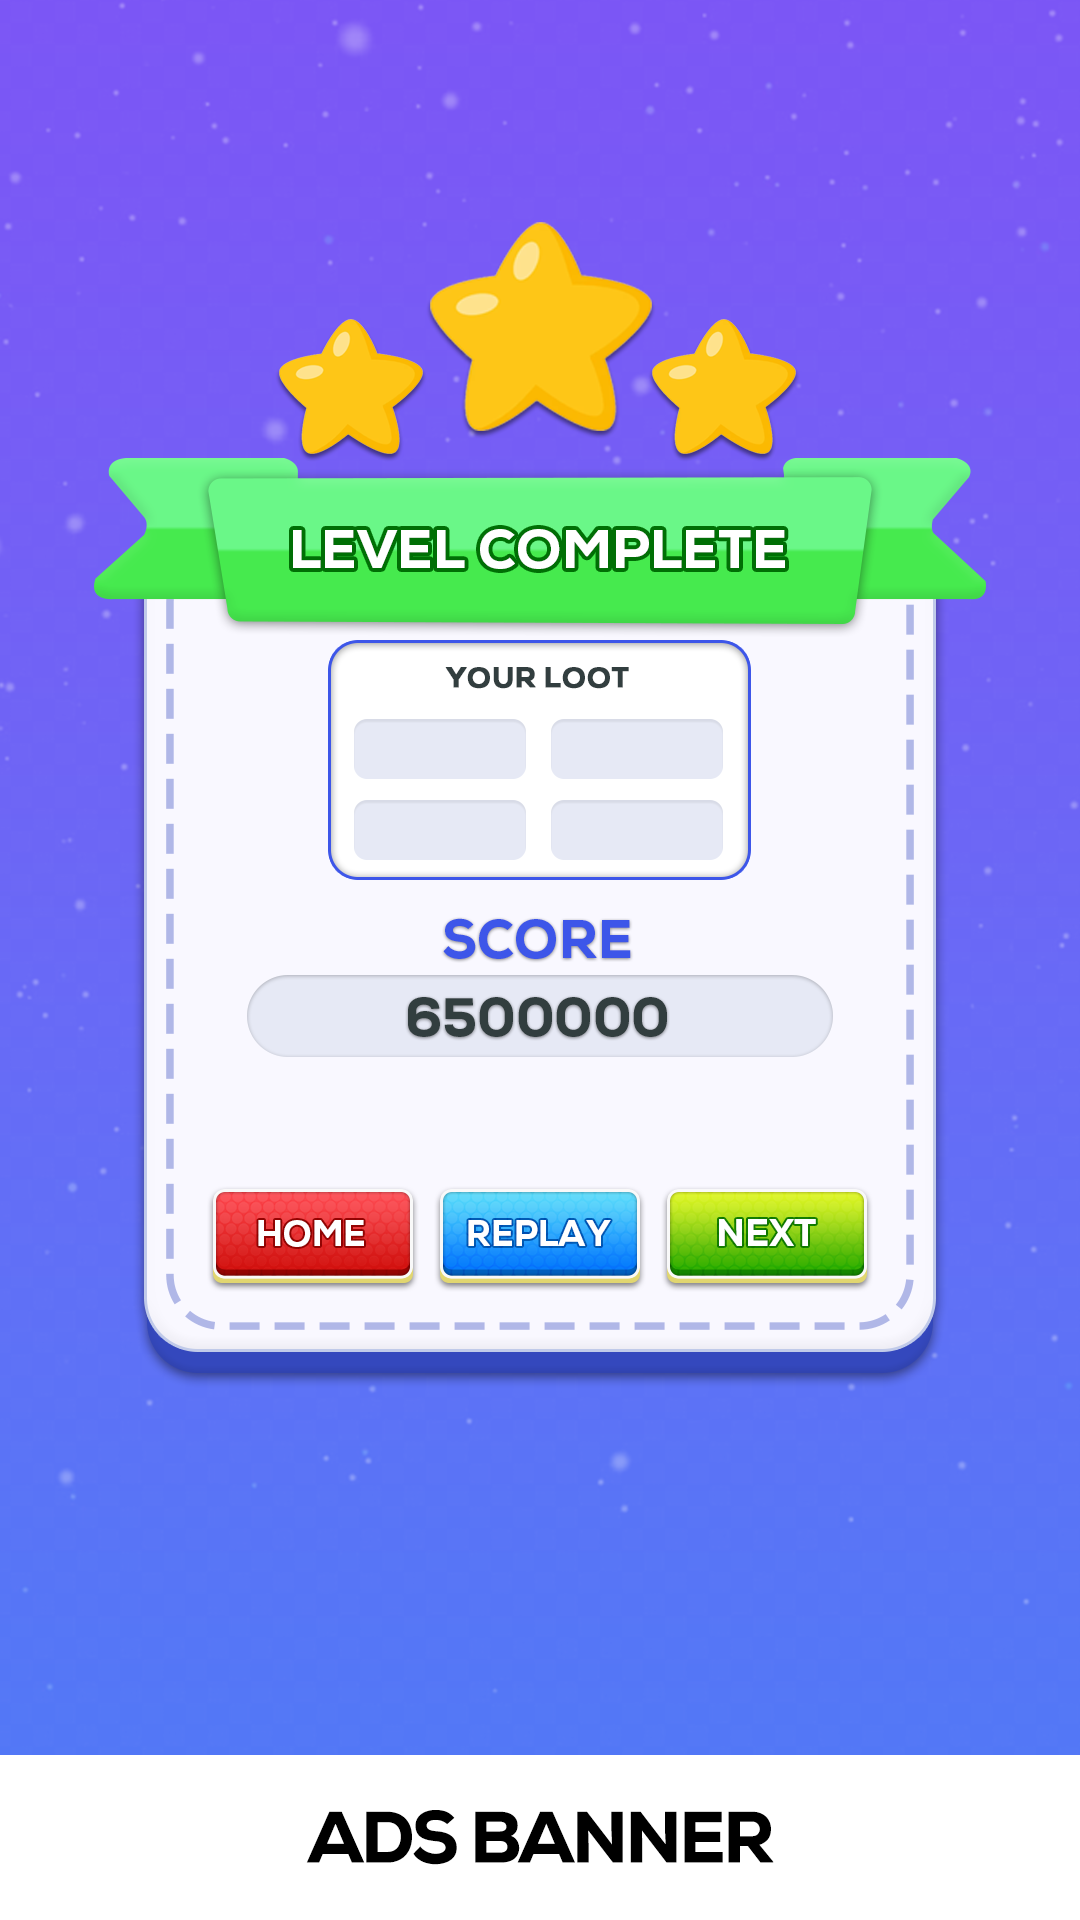 LEVEL COMPLETE
YOUR LOOT
SCORE
6500000
HOME REPLAY NEXT
ADS BANNER